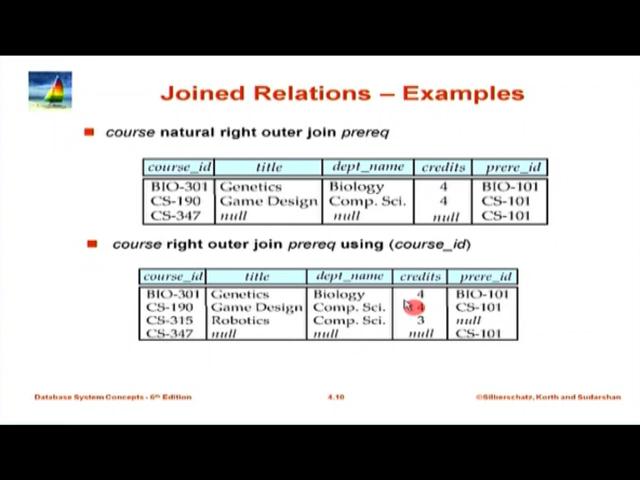 Joined Relations – Examples
course natural right outer join prereq
course_id title dept_name credits prere_id
BIO-301 Genetics Biology 4 BIO-101
CS-190 Game Design Comp. Sci. 4 CS-101
CS-347 null null null CS-101
course right outer join prereq using (course_id)
course_id title dept_name credits prere_id
BIO-301 Genetics Biology 4 BIO-101
CS-190 Game Design Comp. Sci. 4 CS-101
CS-315 Robotics Comp. Sci. 3 null
CS-347 null null null CS-101
Database System Concepts - 6th Edition 4.10 ©Silberschatz, Korth and Sudarshan